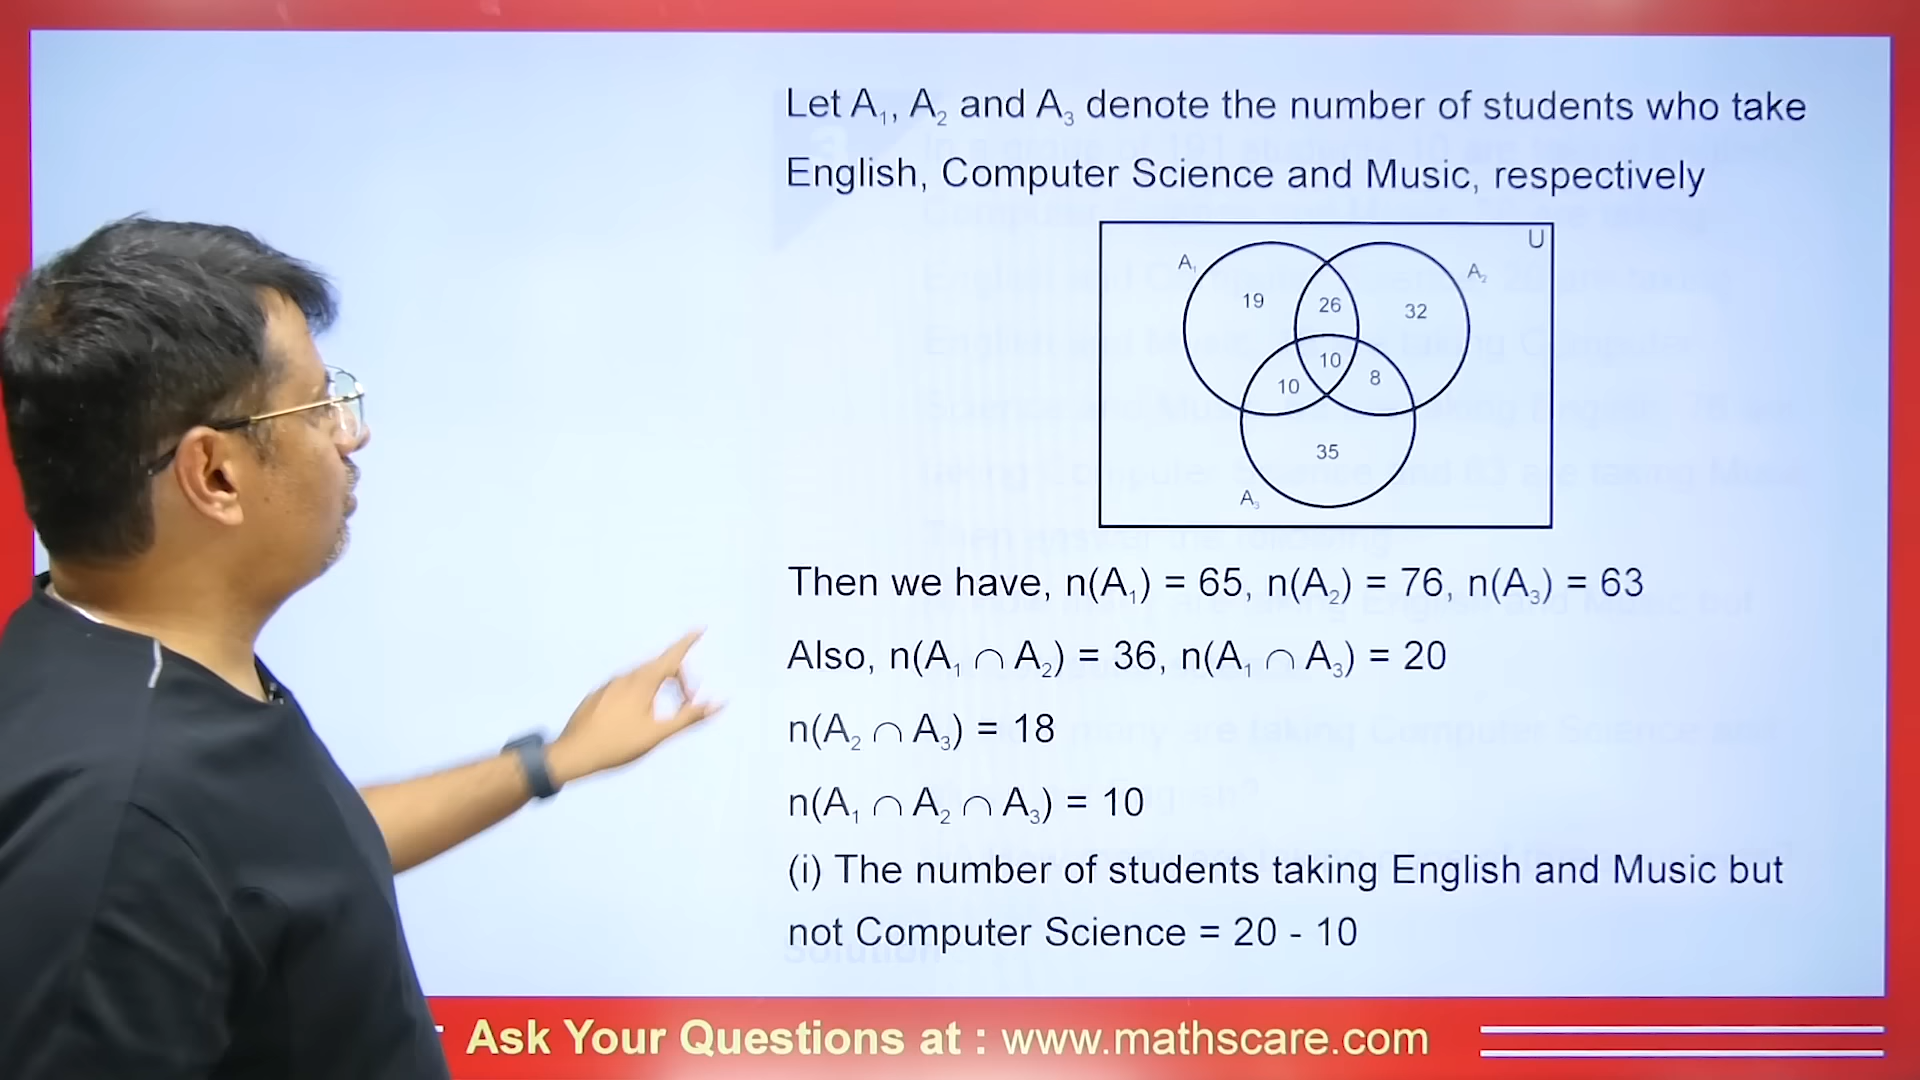 Let A₁, A₂ and A₃ denote the number of students who take
English, Computer Science and Music, respectively
U
A₁
A₂
19
26
32
10
10
8
35
A₃
Then we have, n(A₁) = 65, n(A₂) = 76, n(A₃) = 63
Also, n(A₁ ∩ A₂) = 36, n(A₁ ∩ A₃) = 20
n(A₂ ∩ A₃) = 18
n(A₁ ∩ A₂ ∩ A₃) = 10
(i) The number of students taking English and Music but
not Computer Science = 20 - 10
Solution
Ask Your Questions at : www.mathscare.com